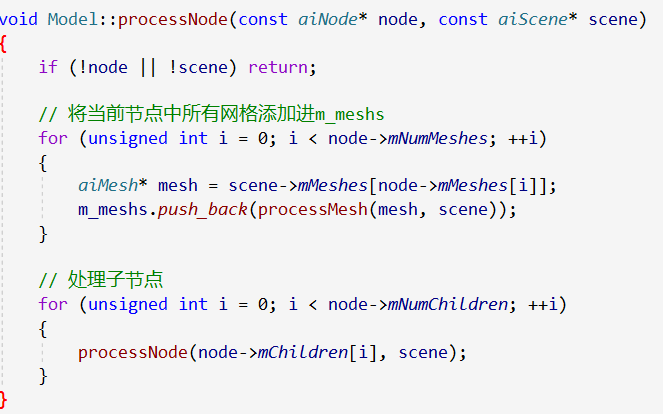 void Model::processNode(const aiNode* node, const aiScene* scene)
{
    if (!node || !scene) return;

    // 将当前节点中所有网格添加进m_meshs
    for (unsigned int i = 0; i < node->mNumMeshes; ++i)
    {
        aiMesh* mesh = scene->mMeshes[node->mMeshes[i]];
        m_meshs.push_back(processMesh(mesh, scene));
    }

    // 处理子节点
    for (unsigned int i = 0; i < node->mNumChildren; ++i)
    {
        processNode(node->mChildren[i], scene);
    }
}